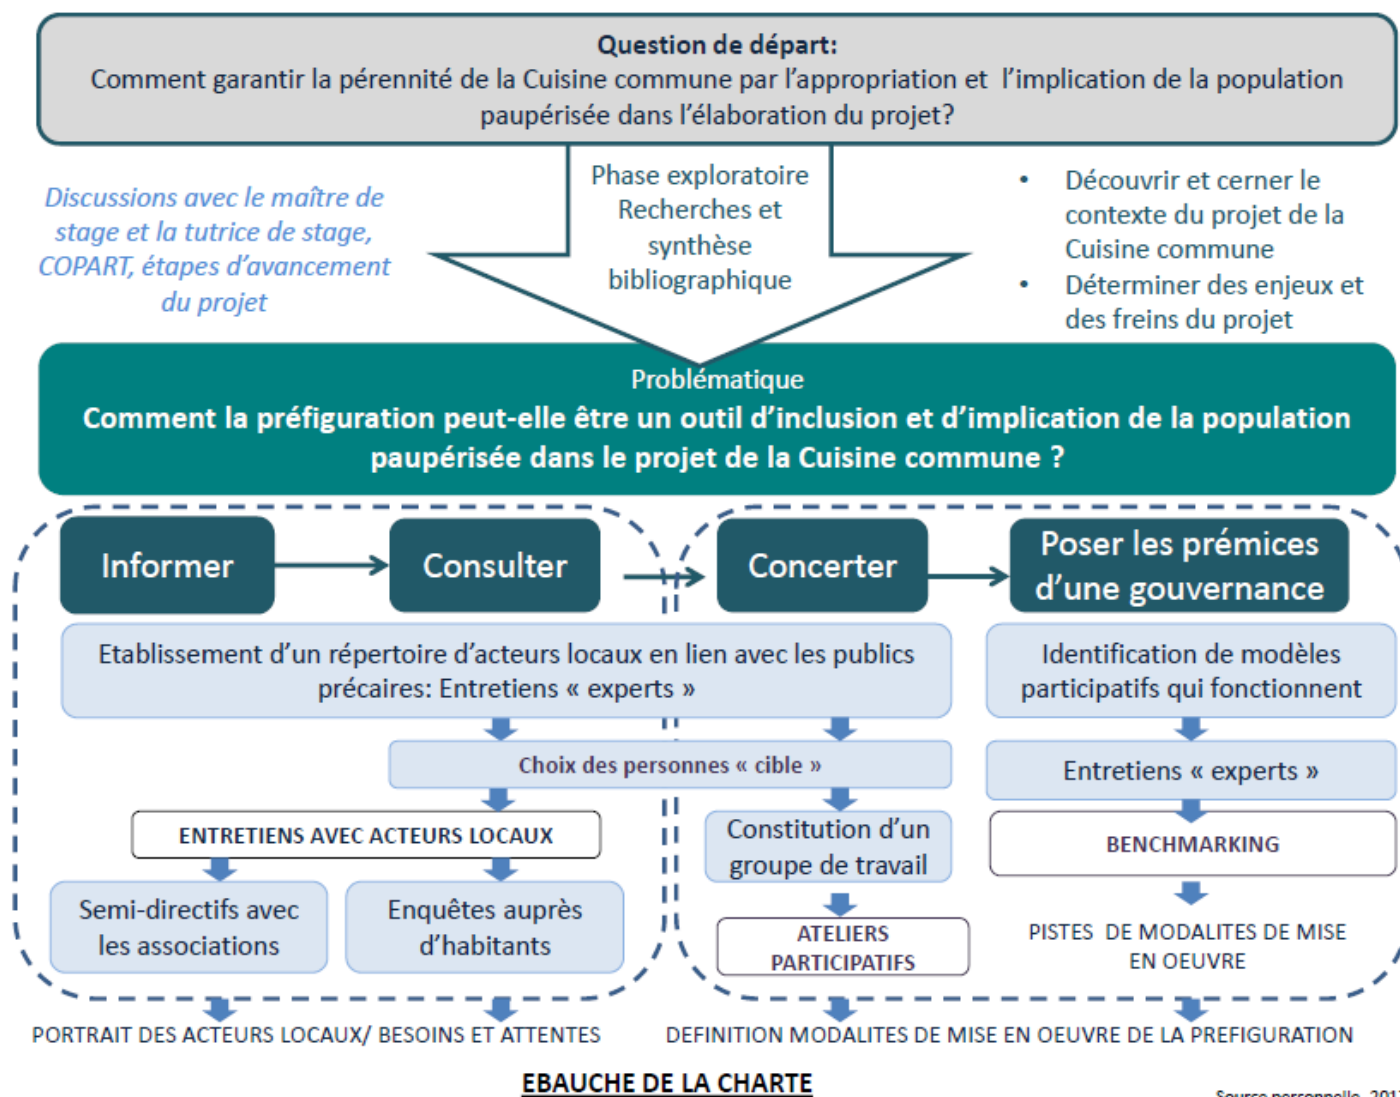 Question de départ:
Comment garantir la pérennité de la Cuisine commune par l'appropriation et l'implication de la population
paupérisée dans l'élaboration du projet?
Discussions avec le maître de
stage et la tutrice de stage,
COPART, étapes d'avancement
du projet
Phase exploratoire
Recherches et
synthèse
bibliographique
• Découvrir et cerner le
contexte du projet de la
Cuisine commune
• Déterminer des enjeux et
des freins du projet
Problématique
Comment la préfiguration peut-elle être un outil d'inclusion et d'implication de la population
paupérisée dans le projet de la Cuisine commune ?
Informer
Consulter
Concerter
Poser les prémices
d'une gouvernance
Etablissement d'un répertoire d'acteurs locaux en lien avec les publics
précaires: Entretiens « experts »
Identification de modèles
participatifs qui fonctionnent
Choix des personnes « cible »
Entretiens « experts »
ENTRETIENS AVEC ACTEURS LOCAUX
Constitution d'un
groupe de travail
BENCHMARKING
Semi-directifs avec
les associations
Enquêtes auprès
d'habitants
ATELIERS
PARTICIPATIFS
PISTES DE MODALITES DE MISE
EN OEUVRE
PORTRAIT DES ACTEURS LOCAUX/ BESOINS ET ATTENTES
DEFINITION MODALITES DE MISE EN OEUVRE DE LA PREFIGURATION
EBAUCHE DE LA CHARTE
Source personnelle,